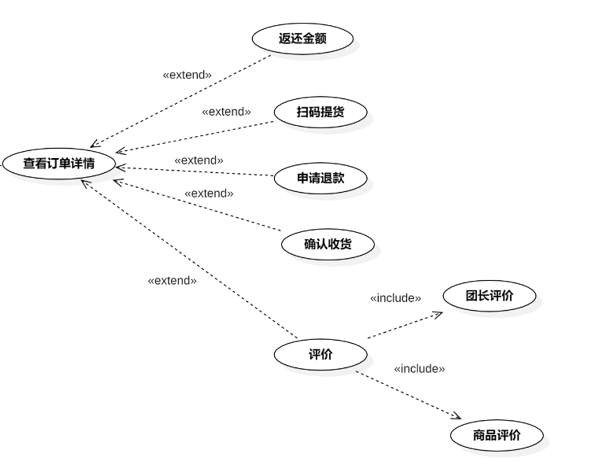 返还金额
«extend»
«extend»
扫码提货
«extend»
查看订单详情
申请退款
«extend»
确认收货
«extend»
团长评价
«include»
评价
«include»
商品评价